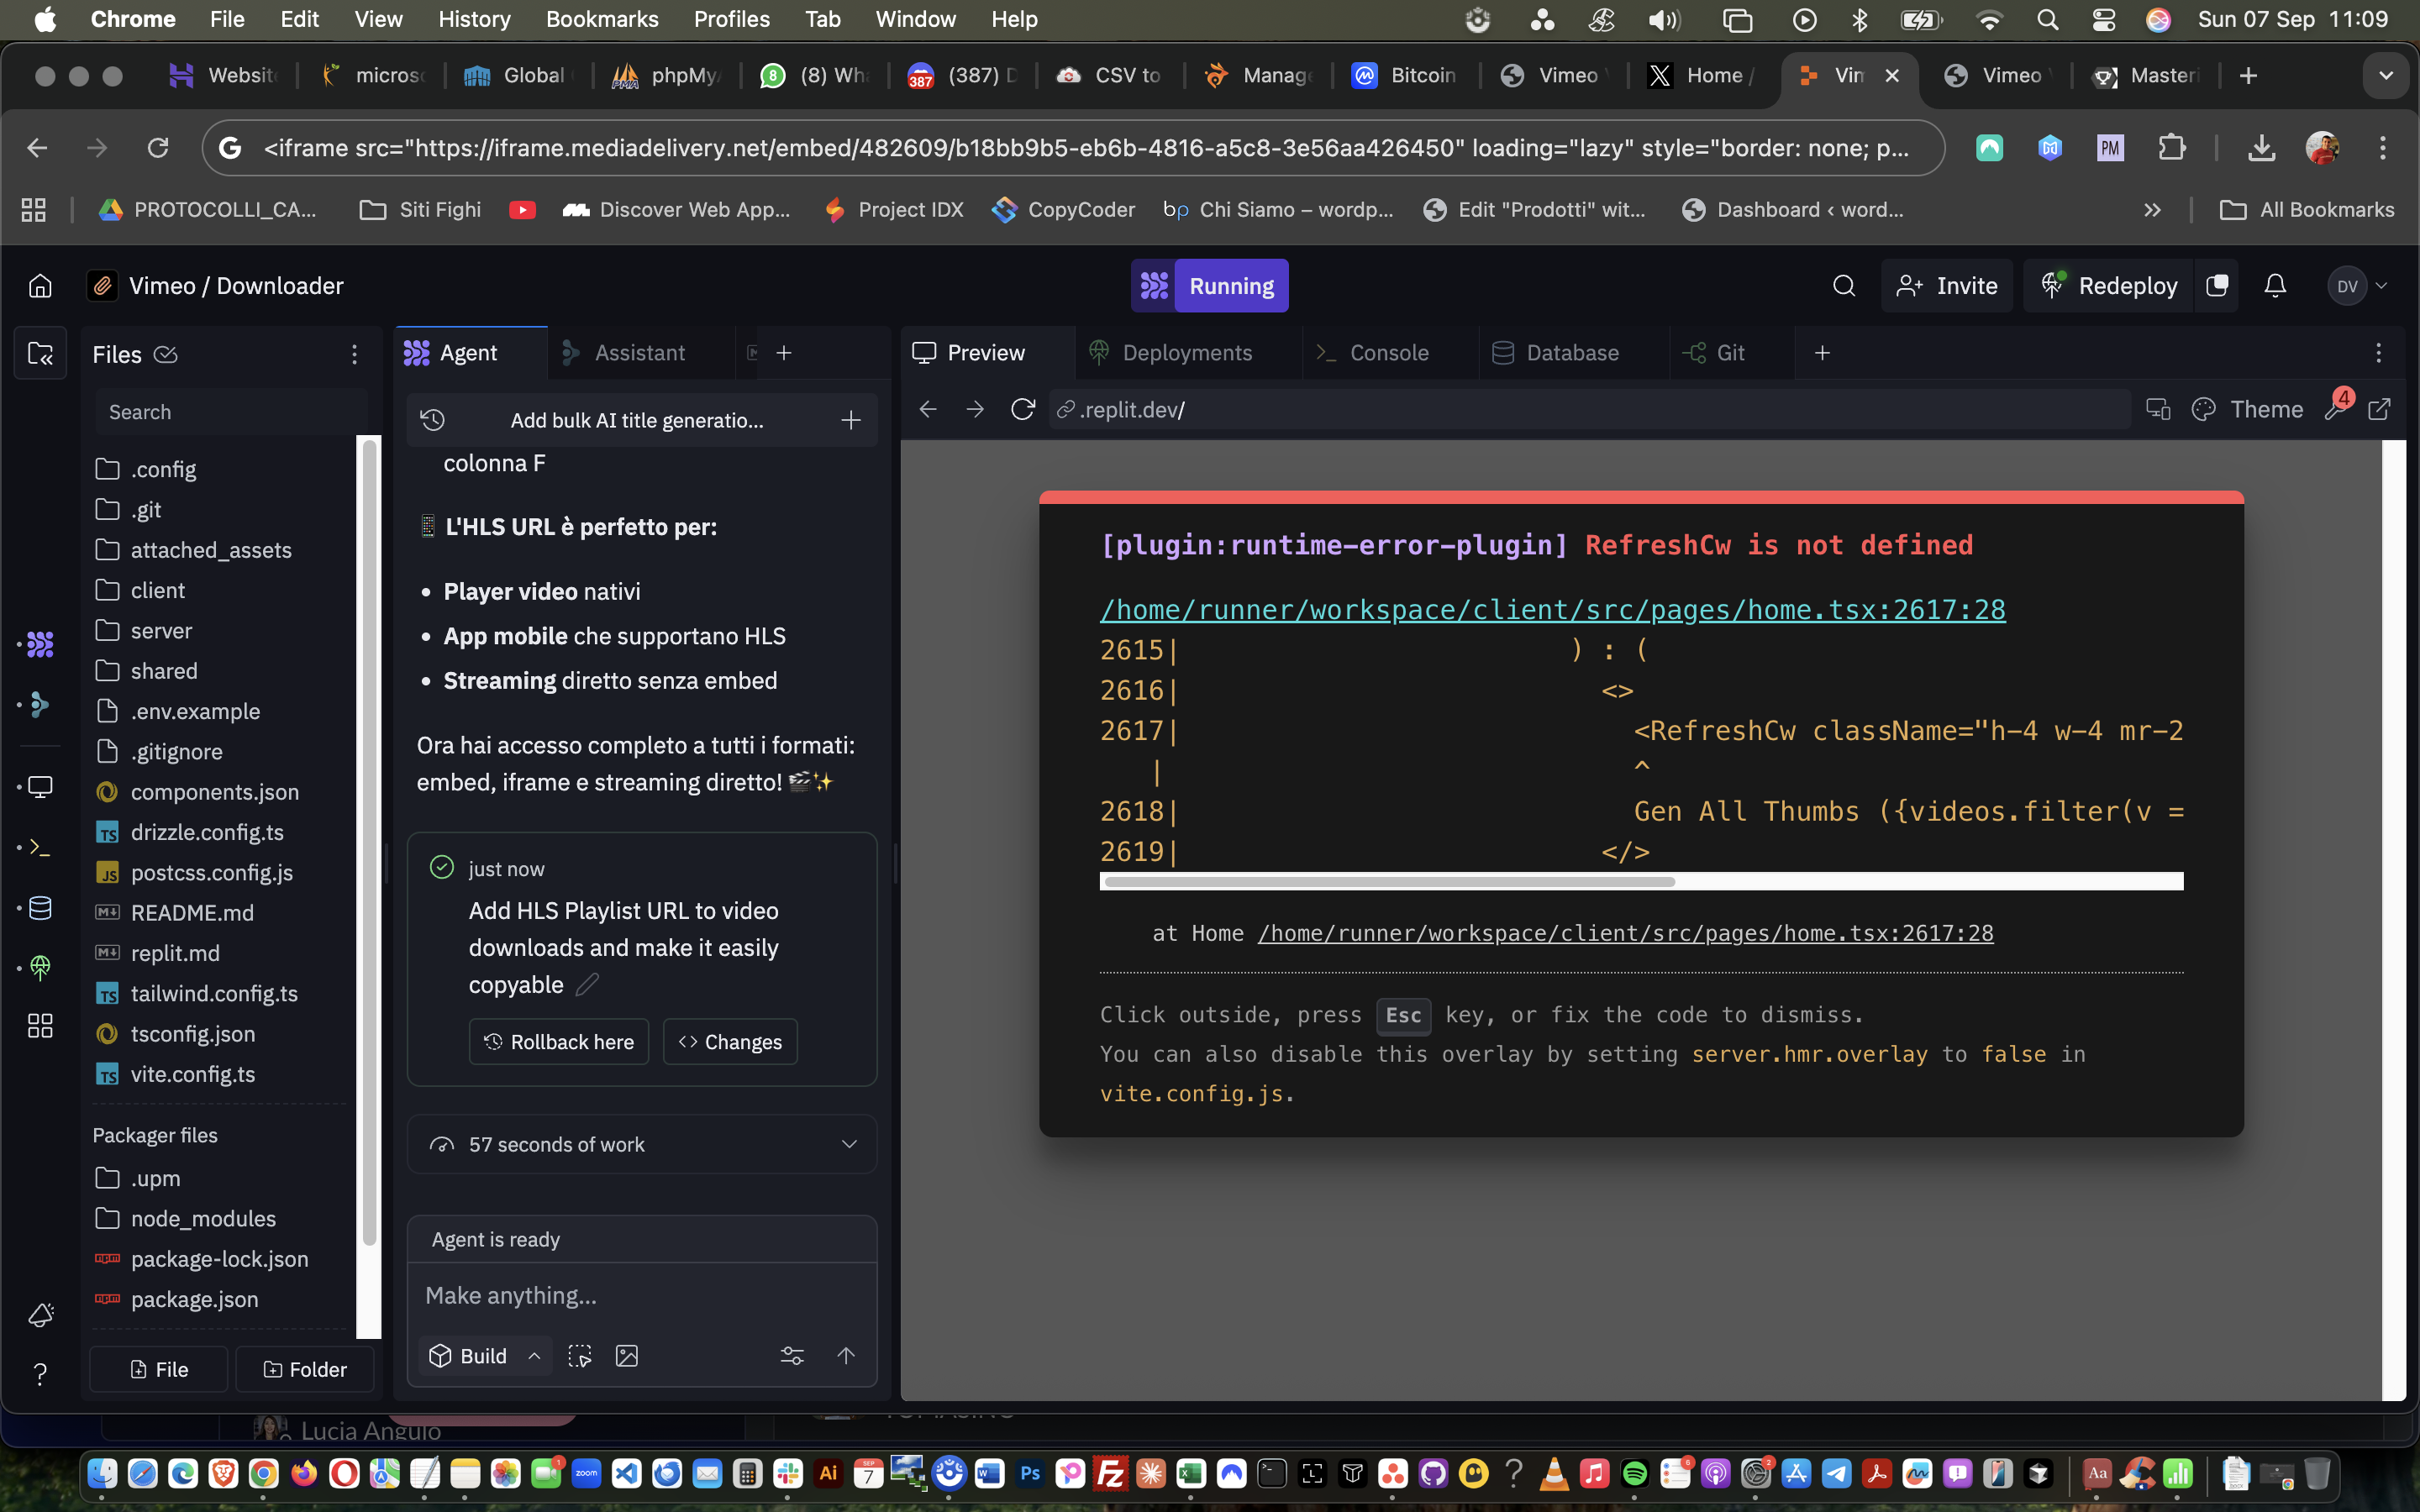 Chrome File Edit View History Bookmarks Profiles Tab Window Help Sun 07 Sep 11:09
Website micros Global phpMy (8) Wh (387) D CSV to Manage Bitcoin Vimeo Home / Vim Vimeo Masteri
<iframe src="https://iframe.mediadelivery.net/embed/482609/b18bb9b5-eb6b-4816-a5c8-3e56aa426450" loading="lazy" style="border: none; p...
PROTOCOLLI_CA... Siti Fighi Discover Web App... Project IDX CopyCoder Chi Siamo – wordp... Edit "Prodotti" wit... Dashboard ‹ word... All Bookmarks
Vimeo / Downloader
Running
Invite
Redeploy
DV
Files
Search
.config
.git
attached_assets
client
server
shared
.env.example
.gitignore
components.json
drizzle.config.ts
postcss.config.js
README.md
replit.md
tailwind.config.ts
tsconfig.json
vite.config.ts
Packager files
.upm
node_modules
package-lock.json
package.json
File
Folder
Agent
Assistant
Add bulk AI title generatio...
colonna F
L'HLS URL è perfetto per:
• Player video nativi
• App mobile che supportano HLS
• Streaming diretto senza embed
Ora hai accesso completo a tutti i formati:
embed, iframe e streaming diretto!
just now
Add HLS Playlist URL to video
downloads and make it easily
copyable
Rollback here
Changes
57 seconds of work
Agent is ready
Make anything...
Build
Preview Deployments Console Database Git
.replit.dev/
Theme
4
[plugin:runtime-error-plugin] RefreshCw is not defined
/home/runner/workspace/client/src/pages/home.tsx:2617:28
2615| ) : (
2616| <>
2617| <RefreshCw className="h-4 w-4 mr-2
| ^
2618| Gen All Thumbs ({videos.filter(v =
2619| </>
at Home /home/runner/workspace/client/src/pages/home.tsx:2617:28
Click outside, press Esc key, or fix the code to dismiss.
You can also disable this overlay by setting server.hmr.overlay to false in
vite.config.js.
Lucia Angulo